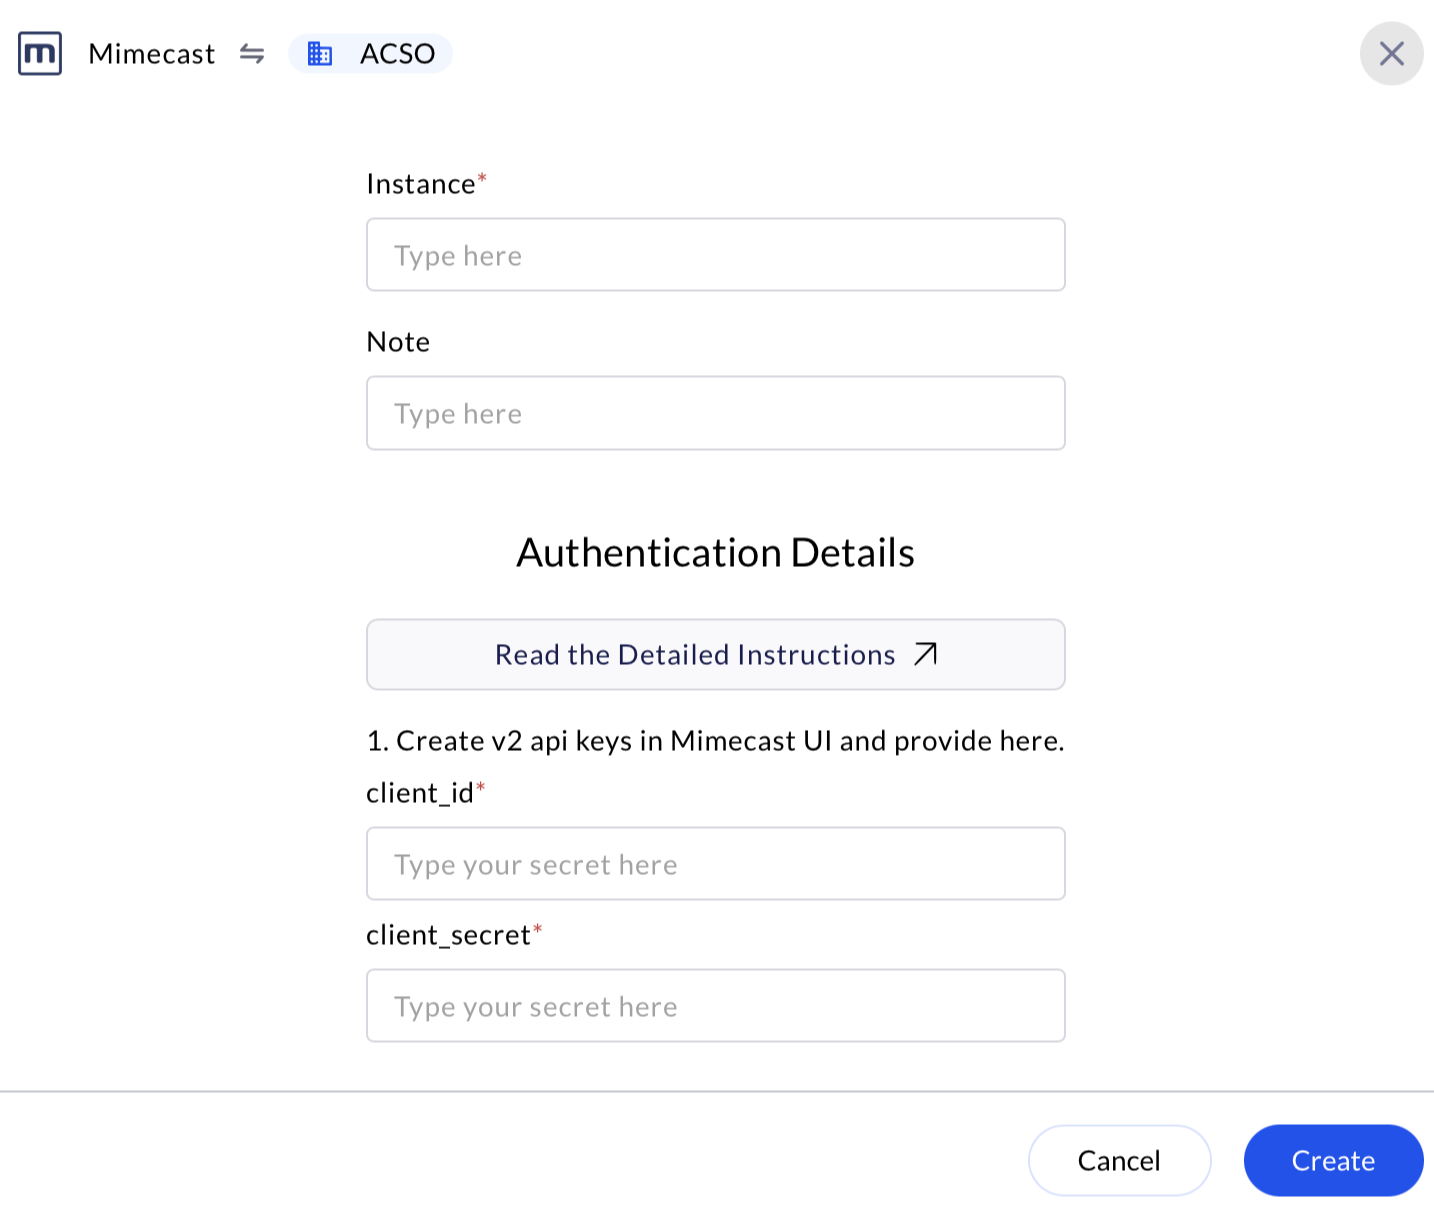 m Mimecast ACSO
Instance*
Type here
Note
Type here
Authentication Details
Read the Detailed Instructions
1. Create v2 api keys in Mimecast UI and provide here.
client_id*
Type your secret here
client_secret*
Type your secret here
Cancel Create